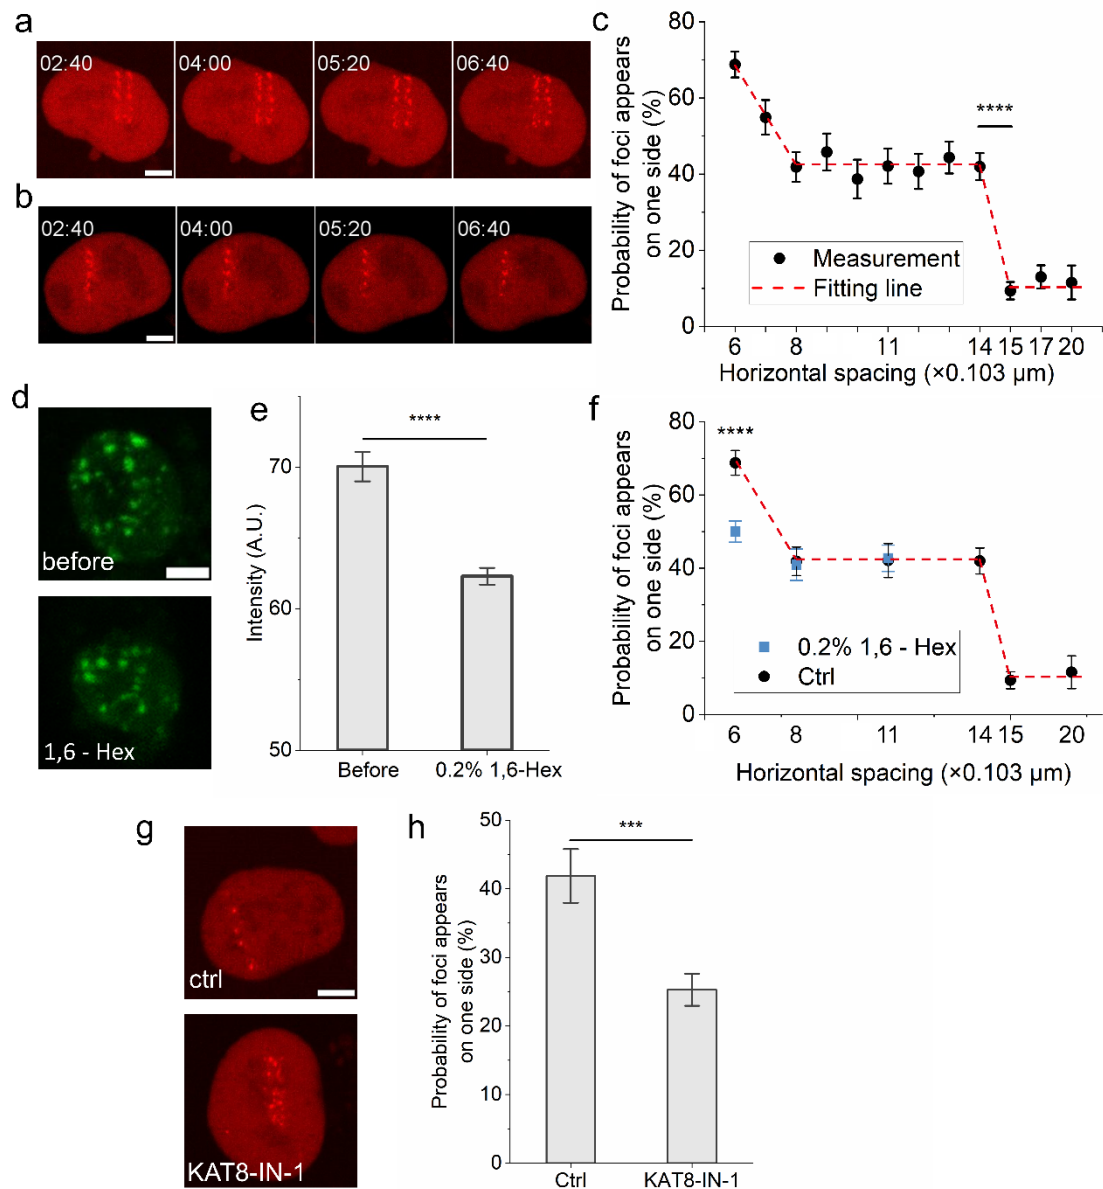 a
02:40
04:00
05:20
06:40
b
02:40
04:00
05:20
06:40
c
Probability of foci appears
on one side (%)
80
60
40
20
0
****
Measurement
Fitting line
6
8
11
14
15
17
20
Horizontal spacing (×0.103 µm)
d
before
1,6 - Hex
e
Intensity (A.U.)
70
60
50
****
Before
0.2% 1,6-Hex
f
Probability of foci appears
on one side (%)
80
60
40
20
0
****
0.2% 1,6 - Hex
Ctrl
6
8
11
14
15
20
Horizontal spacing (×0.103 µm)
g
ctrl
KAT8-IN-1
h
Probability of foci appears
on one side (%)
50
40
30
20
10
0
***
Ctrl
KAT8-IN-1